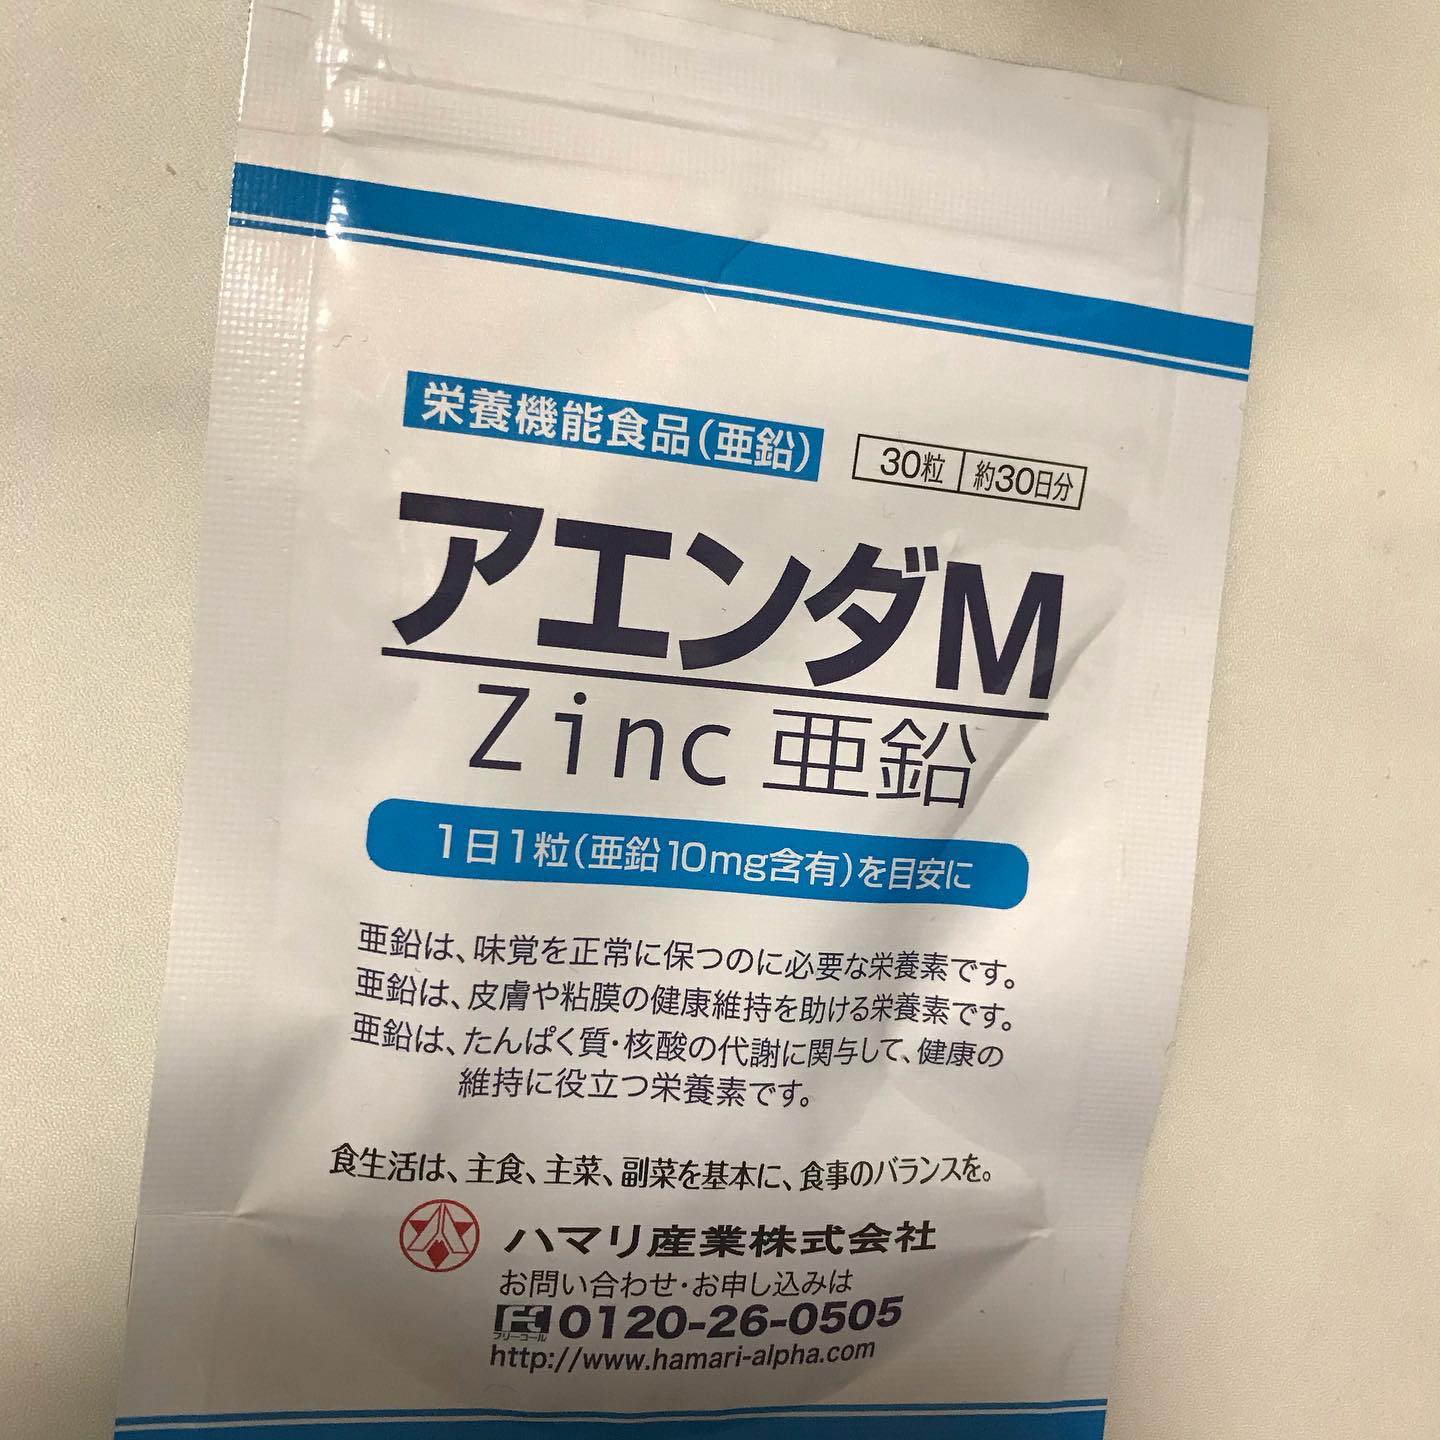 栄養機能食品(亜鉛)
30粒 約30日分
アエンダM
Zinc 亜鉛
1日1粒(亜鉛10mg含有)を目安に
亜鉛は、味覚を正常に保つのに必要な栄養素です。
亜鉛は、皮膚や粘膜の健康維持を助ける栄養素です。
亜鉛は、たんぱく質・核酸の代謝に関与して、健康の
維持に役立つ栄養素です。
食生活は、主食、主菜、副菜を基本に、食事のバランスを。
ハマリ産業株式会社
お問い合わせ・お申し込みは
フリーコール 0120-26-0505
http://www.hamari-alpha.com